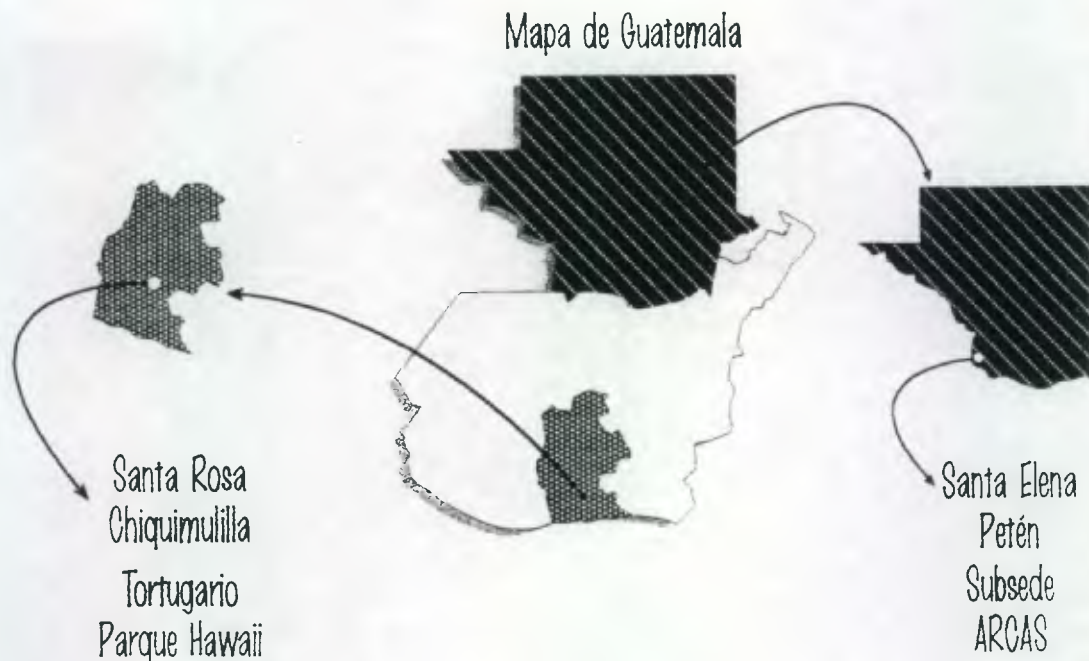 Mapa de Guatemala
Santa Rosa
Chiquimulilla
Tortugario
Parque Hawaii
Santa Elena
Petén
Subsede
ARCAS